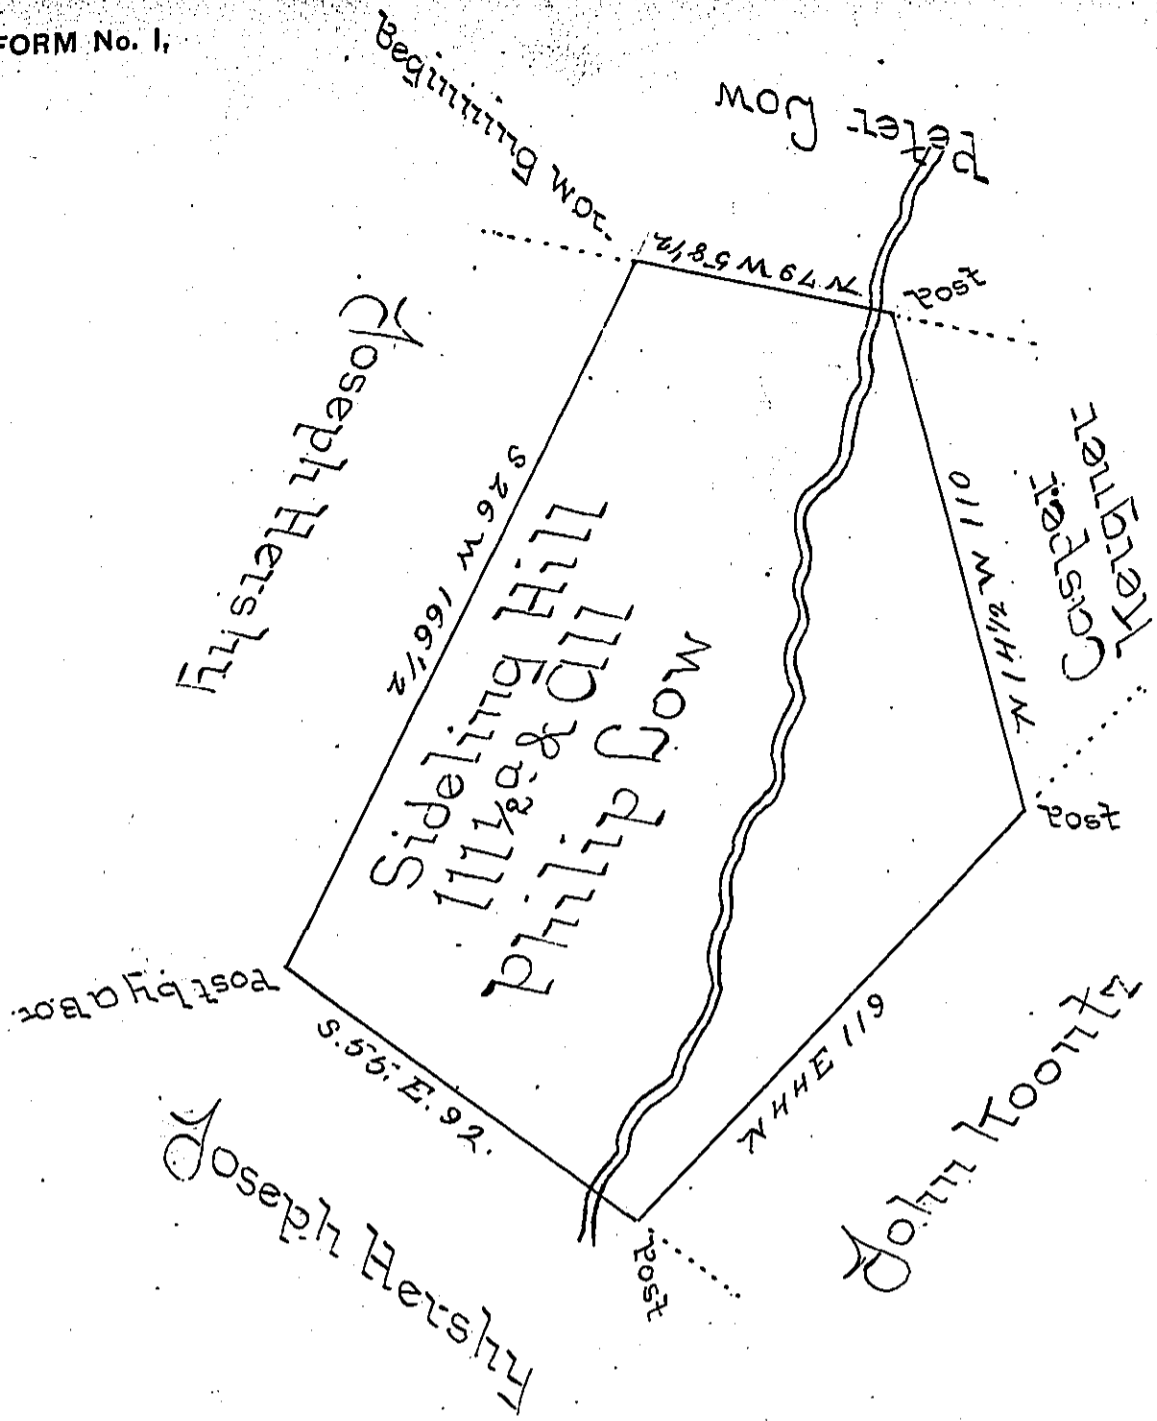 FORM No. 1,
Beginning W.O.
Peter Gow
N 79 W 58 1/2
Post
Joseph Hershy
S 26 W 166 1/2
N 14 1/2 W 110
Casper
Kergner
Sideling Hill
111 1/2 a. & all
Philip Gow
Post
Post by a B.O.
S. 55. E. 92.
N 44 E 119
John Koontz
Joseph Hershy
Post